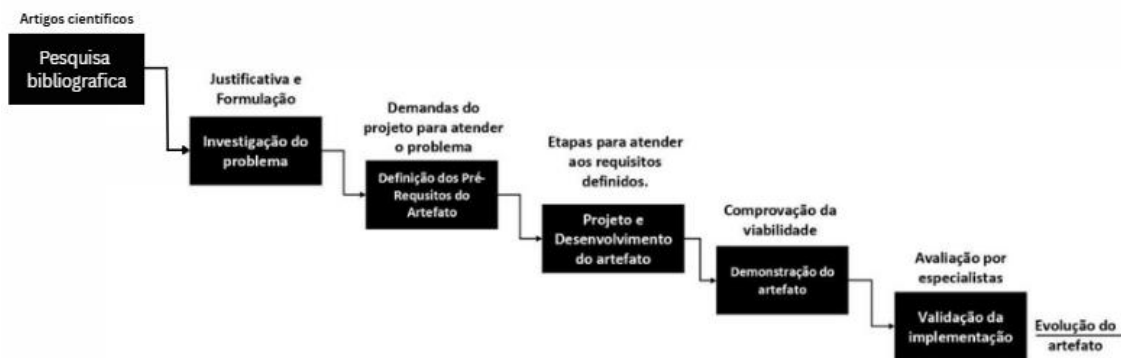 Artigos científicos
Pesquisa
bibliografica
Justificativa e
Formulação
Investigação do
problema
Demandas do
projeto para atender
o problema
Definição dos Pré-
Requsitos do
Artefato
Etapas para atender
aos requisitos
definidos.
Projeto e
Desenvolvimento
do artefato
Comprovação da
viabilidade
Demonstração do
artefato
Avaliação por
especialistas
Validação da
implementação
Evolução do
artefato